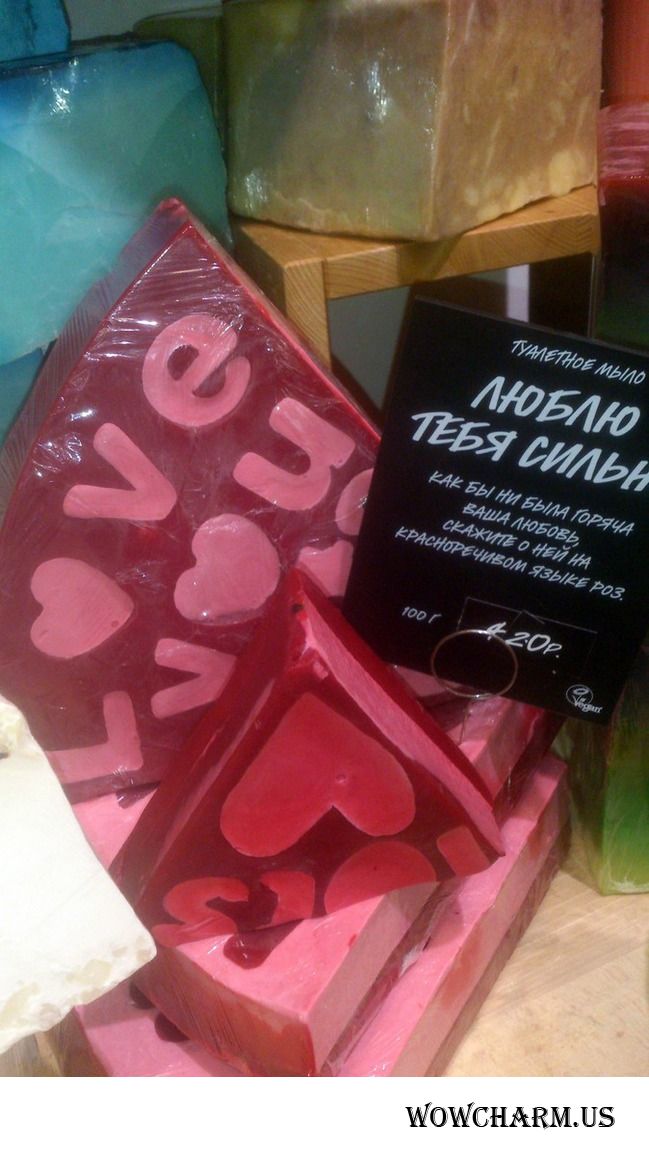 Love
u
Lv
ТУАЛЕТНОЕ МЫЛО
ЛЮБЛЮ
ТЕБЯ СИЛЬН
КАК БЫ НИ БЫЛА ГОРЯЧА
ВАША ЛЮБОВЬ,
СКАЖИТЕ О НЕЙ НА
КРАСНОРЕЧИВОМ ЯЗЫКЕ РОЗ.
100 Г
420р.
Vegan
WOWCHARM.US